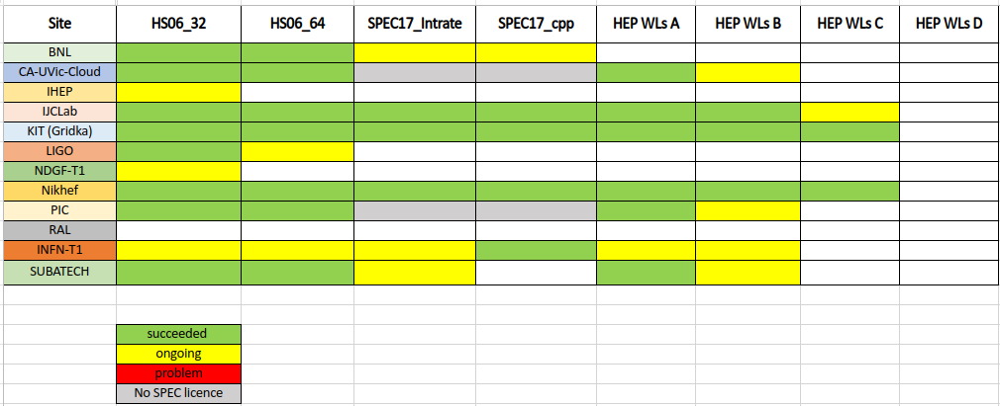 Site HS06_32 HS06_64 SPEC17_Intrate SPEC17_cpp HEP WLs A HEP WLs B HEP WLs C HEP WLs D
BNL
CA-UVic-Cloud
IHEP
IJCLab
KIT (Gridka)
LIGO
NDGF-T1
Nikhef
PIC
RAL
INFN-T1
SUBATECH
succeeded
ongoing
problem
No SPEC licence